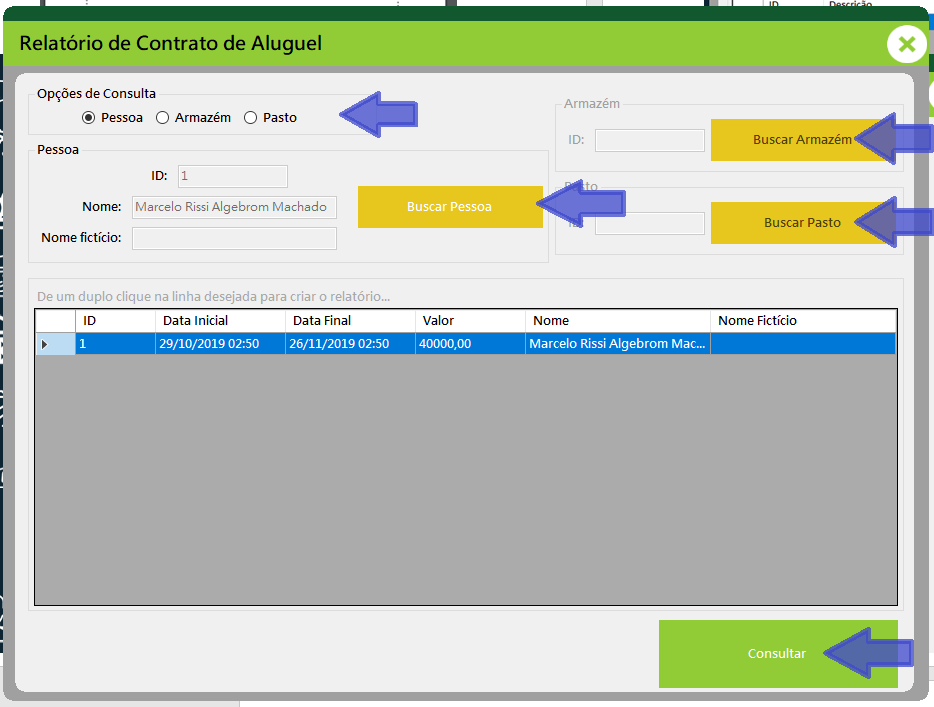 ID Descrição
Relatório de Contrato de Aluguel
Opções de Consulta
Pessoa Armazém Pasto
Armazém
ID:
Buscar Armazém
Pessoa
ID: 1
Nome: Marcelo Rissi Algebrom Machado
Nome fictício:
Buscar Pessoa
Pasto
ID:
Buscar Pasto
De um duplo clique na linha desejada para criar o relatório...
ID Data Inicial Data Final Valor Nome Nome Fictício
1 29/10/2019 02:50 26/11/2019 02:50 40000,00 Marcelo Rissi Algebrom Mac...
Consultar